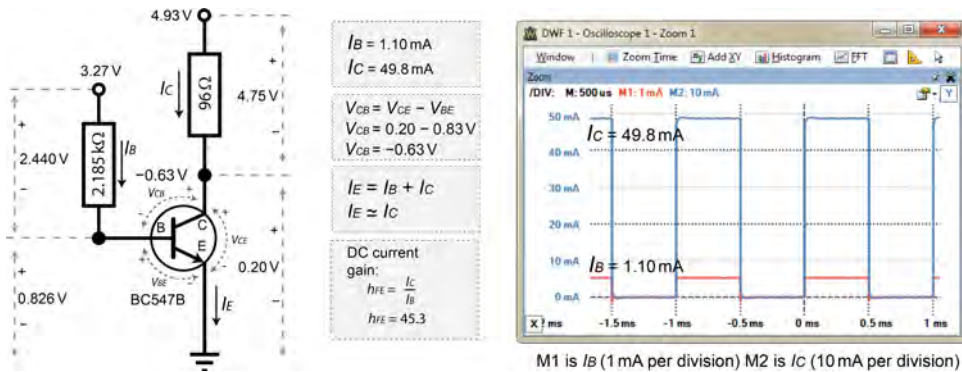 4.93 V
3.27 V
IC
96 Ω
+
4.75 V
−
+
2.440 V
−
2.185 kΩ
IB
−0.63 V
VCB
B
C
E
VCE
+
0.20 V
−
+
0.826 V
−
VBE
BC547B
IE
IB = 1.10 mA
IC = 49.8 mA
VCB = VCE − VBE
VCB = 0.20 − 0.83 V
VCB = −0.63 V
IE = IB + IC
IE ≃ IC
DC current
gain:
hFE = IC / IB
hFE = 45.3
DWF 1 - Oscilloscope 1 - Zoom 1
Window Zoom Time Add XY Histogram FFT
Zoom
/DIV: M: 500 us M1: 1 mA M2: 10 mA Y
50 mA
IC = 49.8 mA
40 mA
30 mA
20 mA
10 mA
IB = 1.10 mA
0 mA
X ms -1.5 ms -1 ms -0.5 ms 0 ms 0.5 ms 1 ms
M1 is IB (1 mA per division) M2 is IC (10 mA per division)